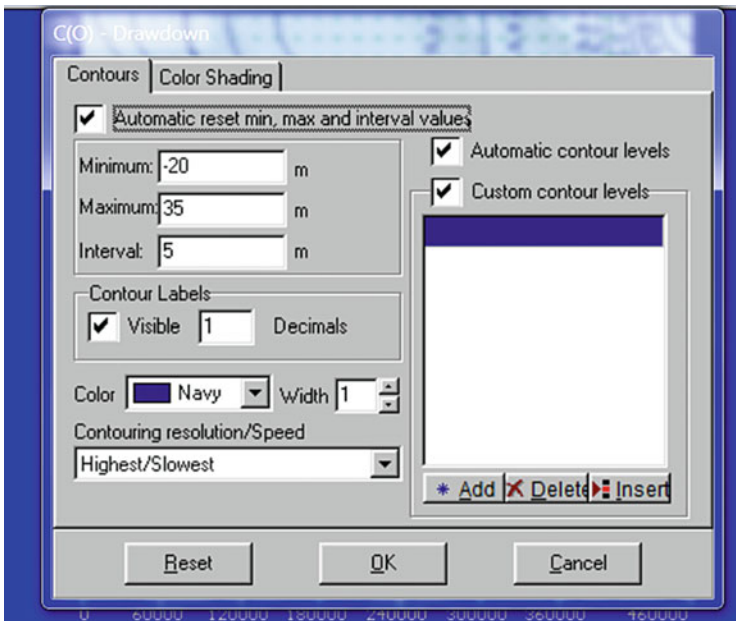 C(O) - Drawdown
Contours Color Shading
Automatic reset min, max and interval values
Minimum: -20 m
Maximum: 35 m
Interval: 5 m
Contour Labels
Visible 1 Decimals
Color Navy Width 1
Contouring resolution/Speed
Highest/Slowest
Automatic contour levels
Custom contour levels
Add Delete Insert
Reset OK Cancel
0 60000 120000 180000 240000 300000 360000 460000